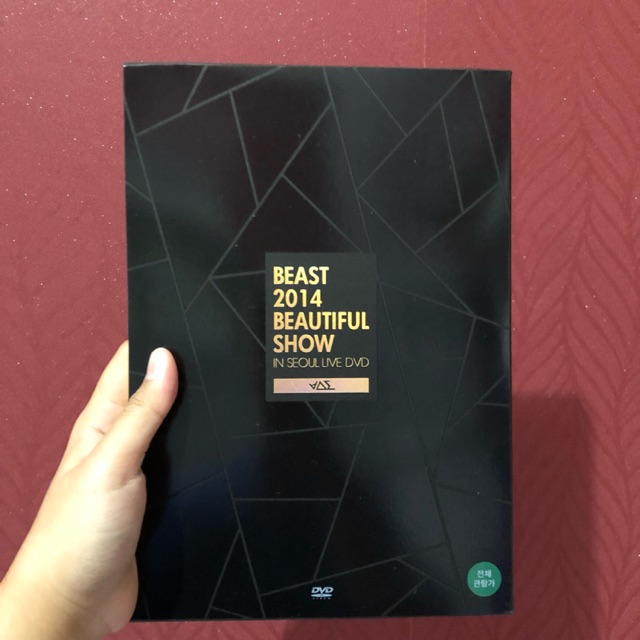 BEAST
2014
BEAUTIFUL
SHOW
IN SEOUL LIVE DVD
DVD
전체
관람가